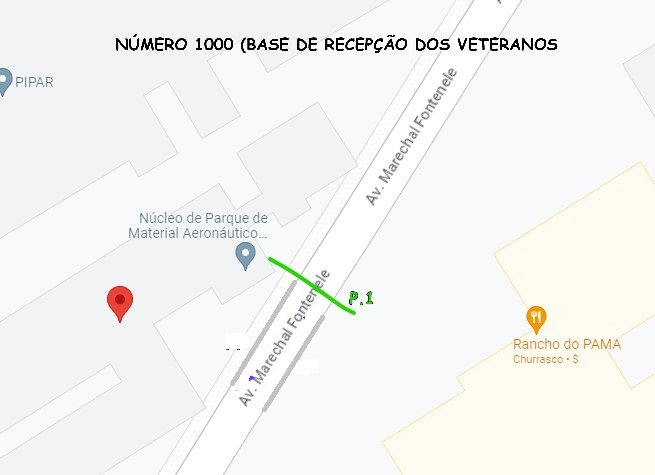 NÚMERO 1000 (BASE DE RECEPÇÃO DOS VETERANOS
A
PIPAR
Av. Marechal Fontenele
Núcleo de Parque de
Material Aeronáutico...
P.1
Av. Marechal Fontenele
Rancho do PAMA
Churrasco • $